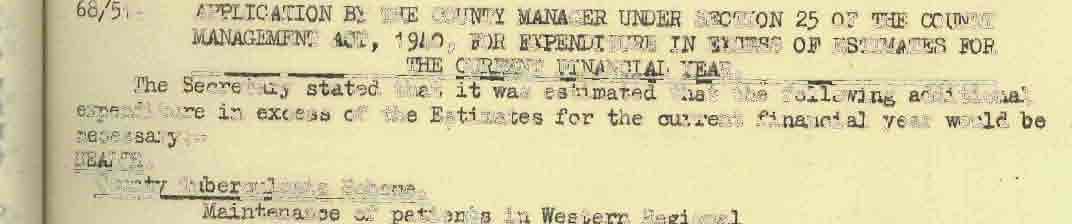 68/51. APPLICATION BY THE COUNTY MANAGER UNDER SECTION 25 OF THE COUNTY
MANAGEMENT ACT, 1940, FOR EXPENDITURE IN EXCESS OF ESTIMATES FOR
THE CURRENT FINANCIAL YEAR.
The Secretary stated that it was estimated that the following additional
expenditure in excess of the Estimates for the current financial year would be
necessary:-
HEALTH.
County Tuberculosis Scheme.
Maintenance of patients in Western Regional